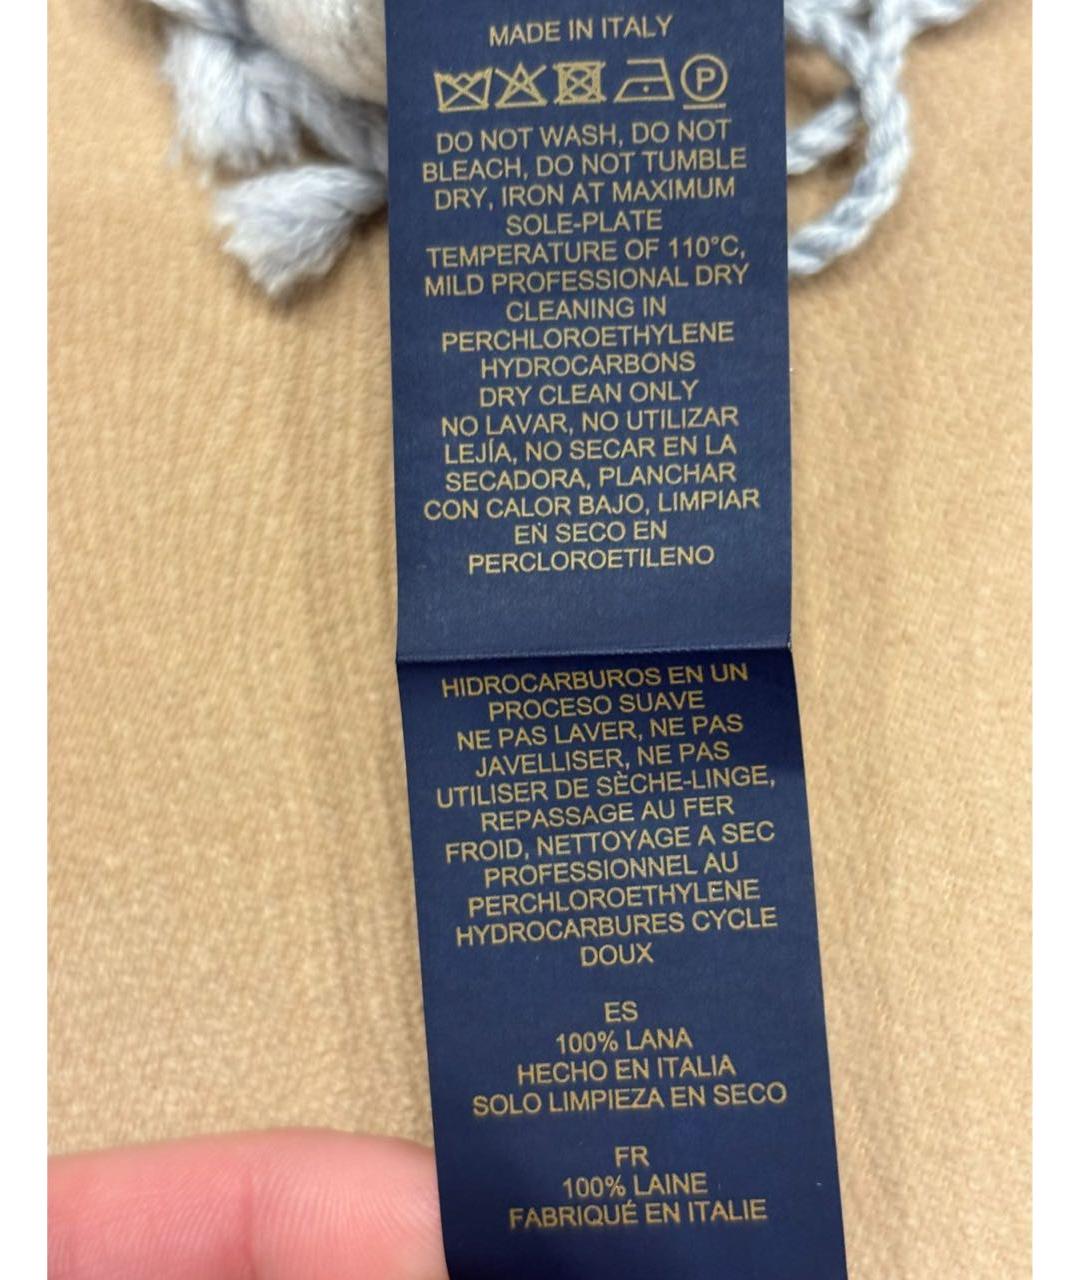 MADE IN ITALY
P
DO NOT WASH, DO NOT
BLEACH, DO NOT TUMBLE
DRY, IRON AT MAXIMUM
SOLE-PLATE
TEMPERATURE OF 110°C,
MILD PROFESSIONAL DRY
CLEANING IN
PERCHLOROETHYLENE
HYDROCARBONS
DRY CLEAN ONLY
NO LAVAR, NO UTILIZAR
LEJÍA, NO SECAR EN LA
SECADORA, PLANCHAR
CON CALOR BAJO, LIMPIAR
EN SECO EN
PERCLOROETILENO
HIDROCARBUROS EN UN
PROCESO SUAVE
NE PAS LAVER, NE PAS
JAVELLISER, NE PAS
UTILISER DE SÈCHE-LINGE,
REPASSAGE AU FER
FROID, NETTOYAGE A SEC
PROFESSIONNEL AU
PERCHLOROETHYLENE
HYDROCARBURES CYCLE
DOUX
ES
100% LANA
HECHO EN ITALIA
SOLO LIMPIEZA EN SECO
FR
100% LAINE
FABRIQUÉ EN ITALIE